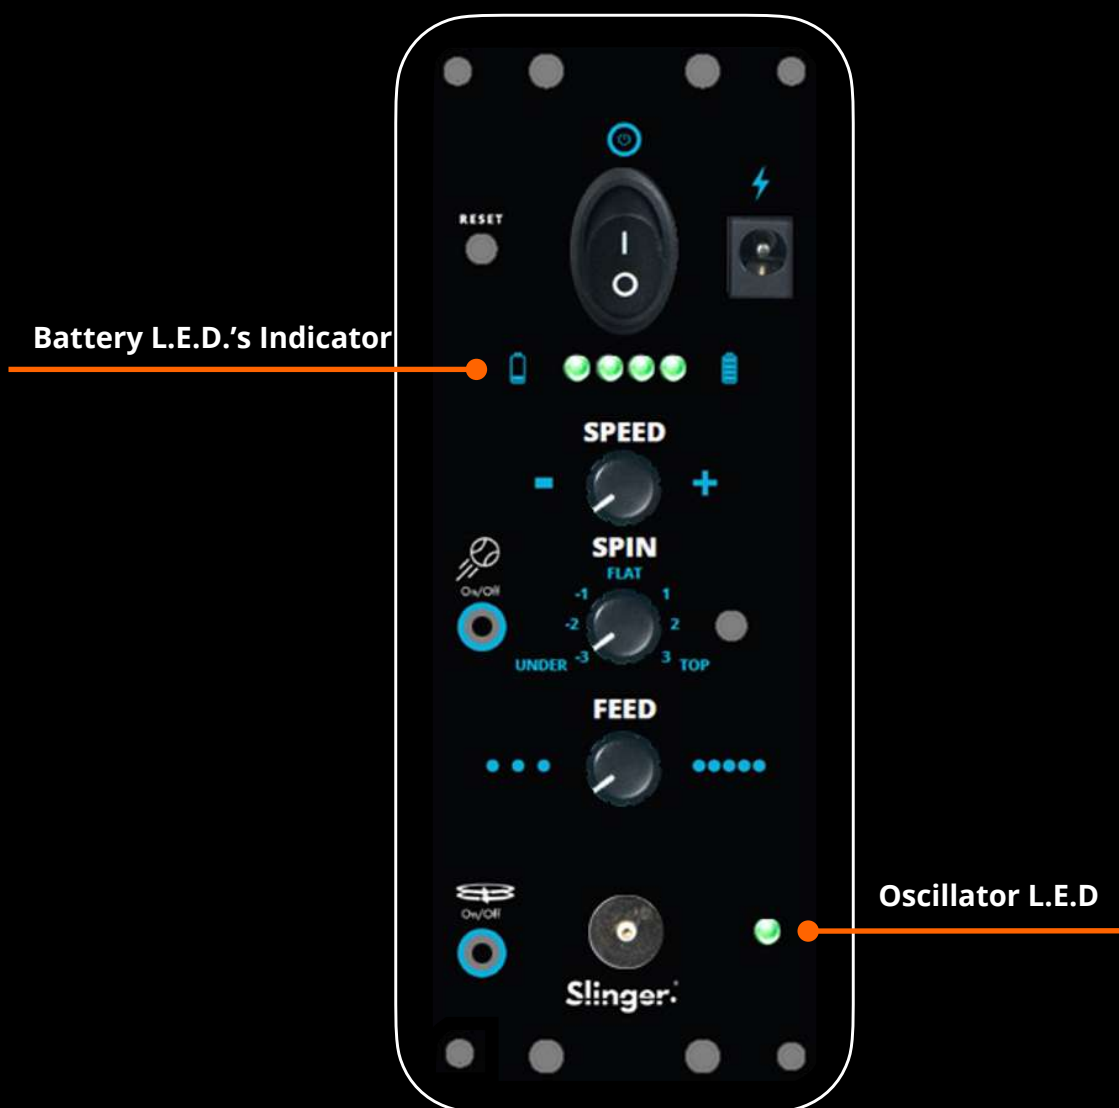 RESET
I
O
Battery L.E.D.'s Indicator
SPEED
- +
SPIN
FLAT
On/Off
-1 1
-2 2
UNDER -3 3 TOP
FEED
On/Off
Oscillator L.E.D
Slinger.